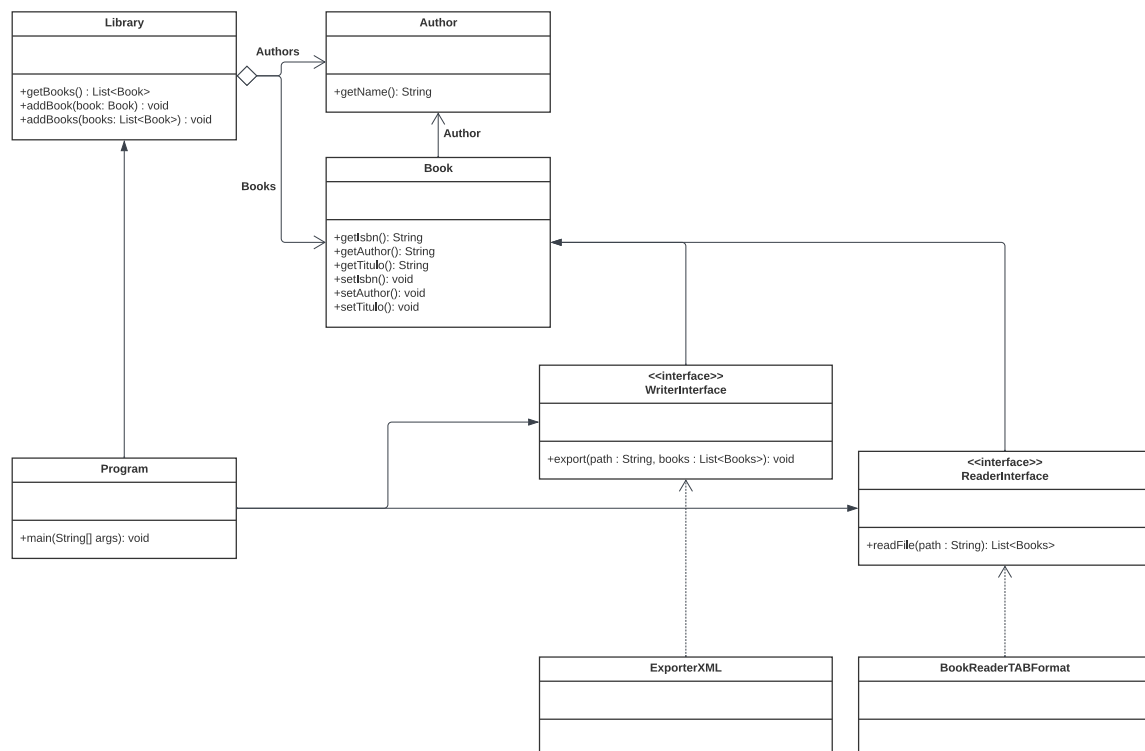 Library
+getBooks() : List<Book>
+addBook(book: Book) : void
+addBooks(books: List<Book>) : void
Authors
Author
+getName(): String
Author
Books
Book
+getIsbn(): String
+getAuthor(): String
+getTitulo(): String
+setIsbn(): void
+setAuthor(): void
+setTitulo(): void
<<interface>>
WriterInterface
+export(path : String, books : List<Books>): void
Program
+main(String[] args): void
<<interface>>
ReaderInterface
+readFile(path : String): List<Books>
ExporterXML
BookReaderTABFormat